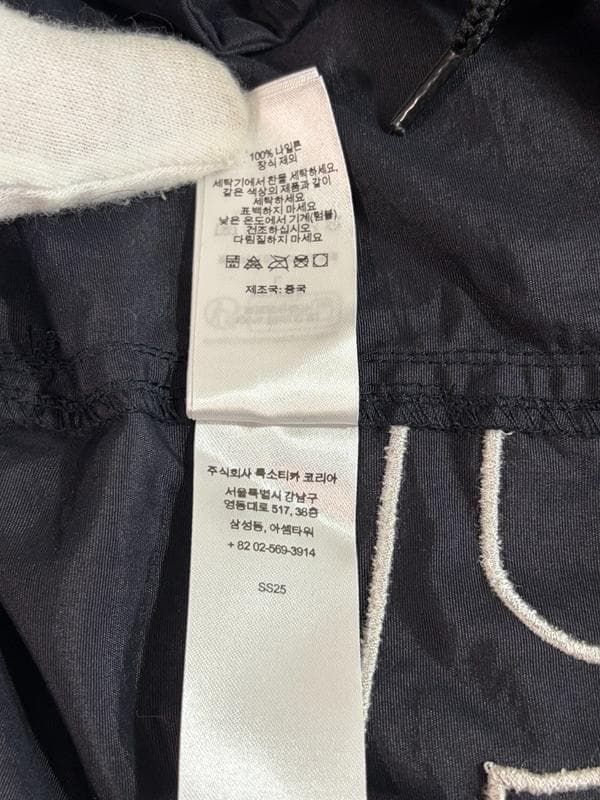 100% 나일론
장식 제외
세탁기에서 찬물 세탁하세요.
같은 색상의 제품과 같이
세탁하세요
표백하지 마세요
낮은 온도에서 기계(텀블)
건조하십시오
다림질하지 마세요
제조국: 중국
주식회사 특소티카 코리아
서울특별시 강남구
영동대로 517, 36층
삼성동, 아셈타워
+ 82 02-569-3914
SS25